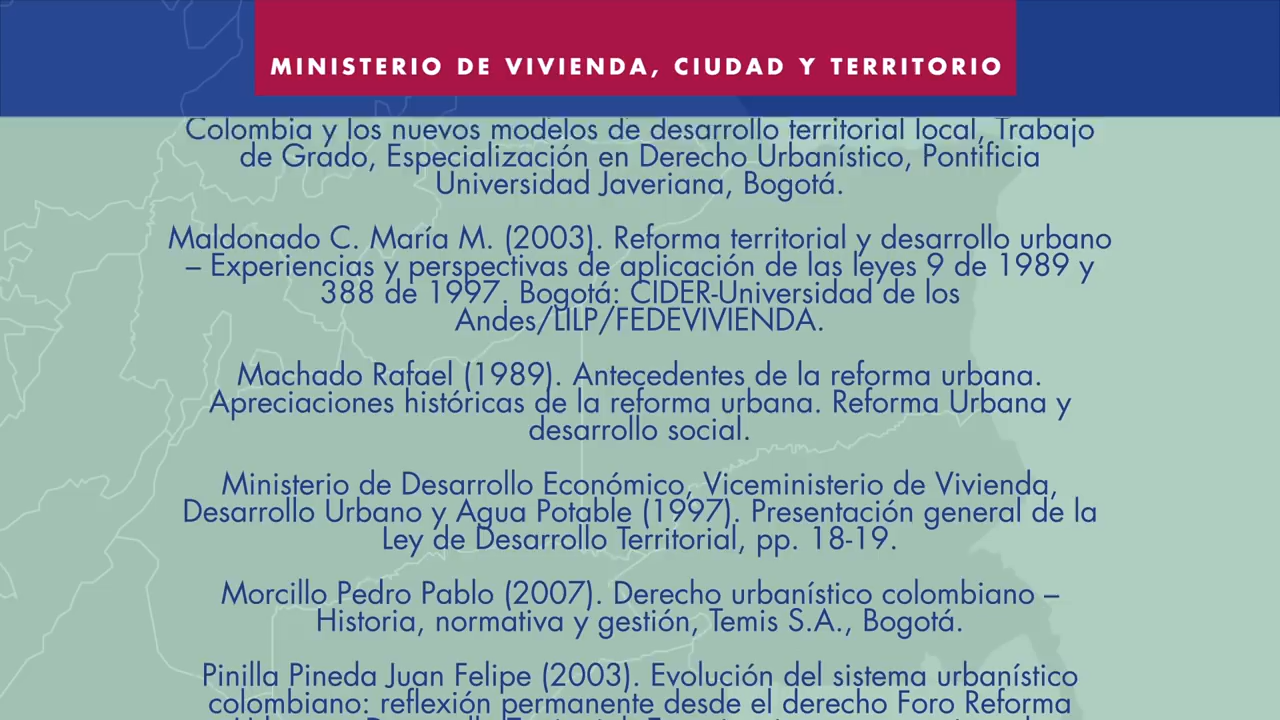 MINISTERIO DE VIVIENDA, CIUDAD Y TERRITORIO
Colombia y los nuevos modelos de desarrollo territorial local, Trabajo
de Grado, Especialización en Derecho Urbanístico, Pontificia
Universidad Javeriana, Bogotá.
Maldonado C. María M. (2003). Reforma territorial y desarrollo urbano
– Experiencias y perspectivas de aplicación de las leyes 9 de 1989 y
388 de 1997. Bogotá: CIDER-Universidad de los
Andes/LILP/FEDEVIVIENDA.
Machado Rafael (1989). Antecedentes de la reforma urbana.
Apreciaciones históricas de la reforma urbana. Reforma Urbana y
desarrollo social.
Ministerio de Desarrollo Económico, Viceministerio de Vivienda,
Desarrollo Urbano y Agua Potable (1997). Presentación general de la
Ley de Desarrollo Territorial, pp. 18-19.
Morcillo Pedro Pablo (2007). Derecho urbanístico colombiano –
Historia, normativa y gestión, Temis S.A., Bogotá.
Pinilla Pineda Juan Felipe (2003). Evolución del sistema urbanístico
colombiano: reflexión permanente desde el derecho Foro Reforma